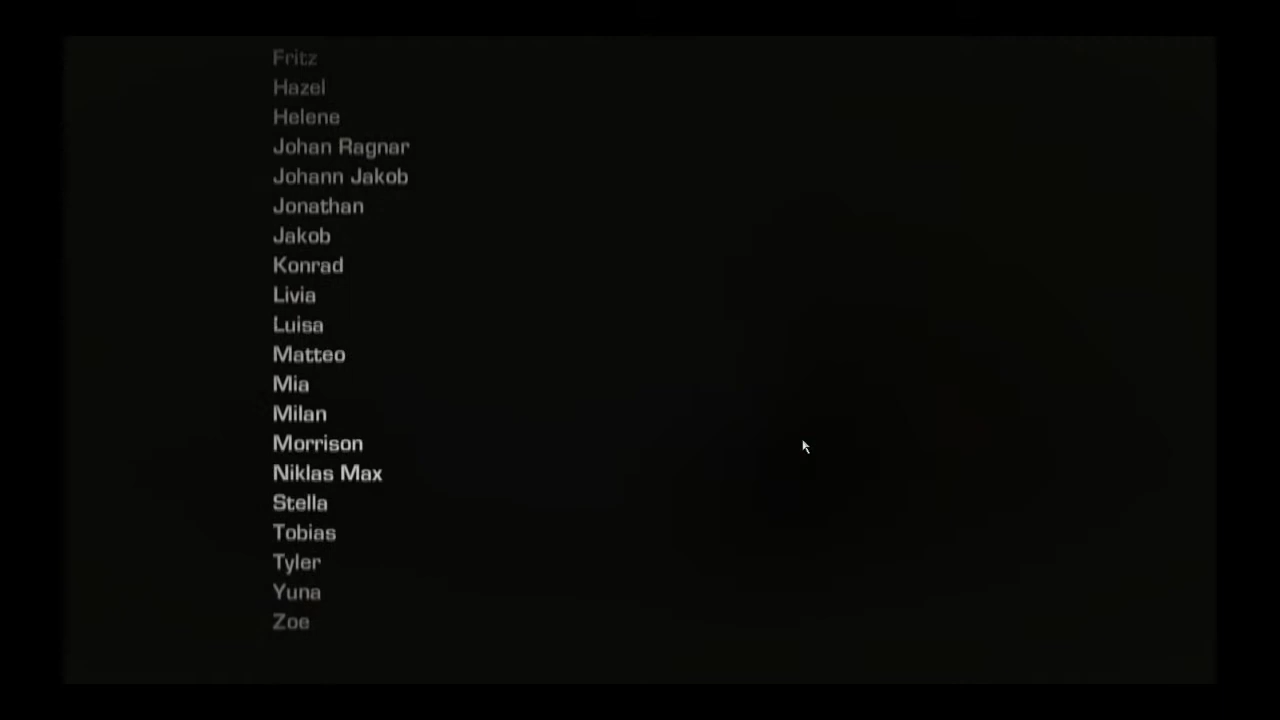 Fritz
Hazel
Helene
Johan Ragnar
Johann Jakob
Jonathan
Jakob
Konrad
Livia
Luisa
Matteo
Mia
Milan
Morrison
Niklas Max
Stella
Tobias
Tyler
Yuna
Zoe